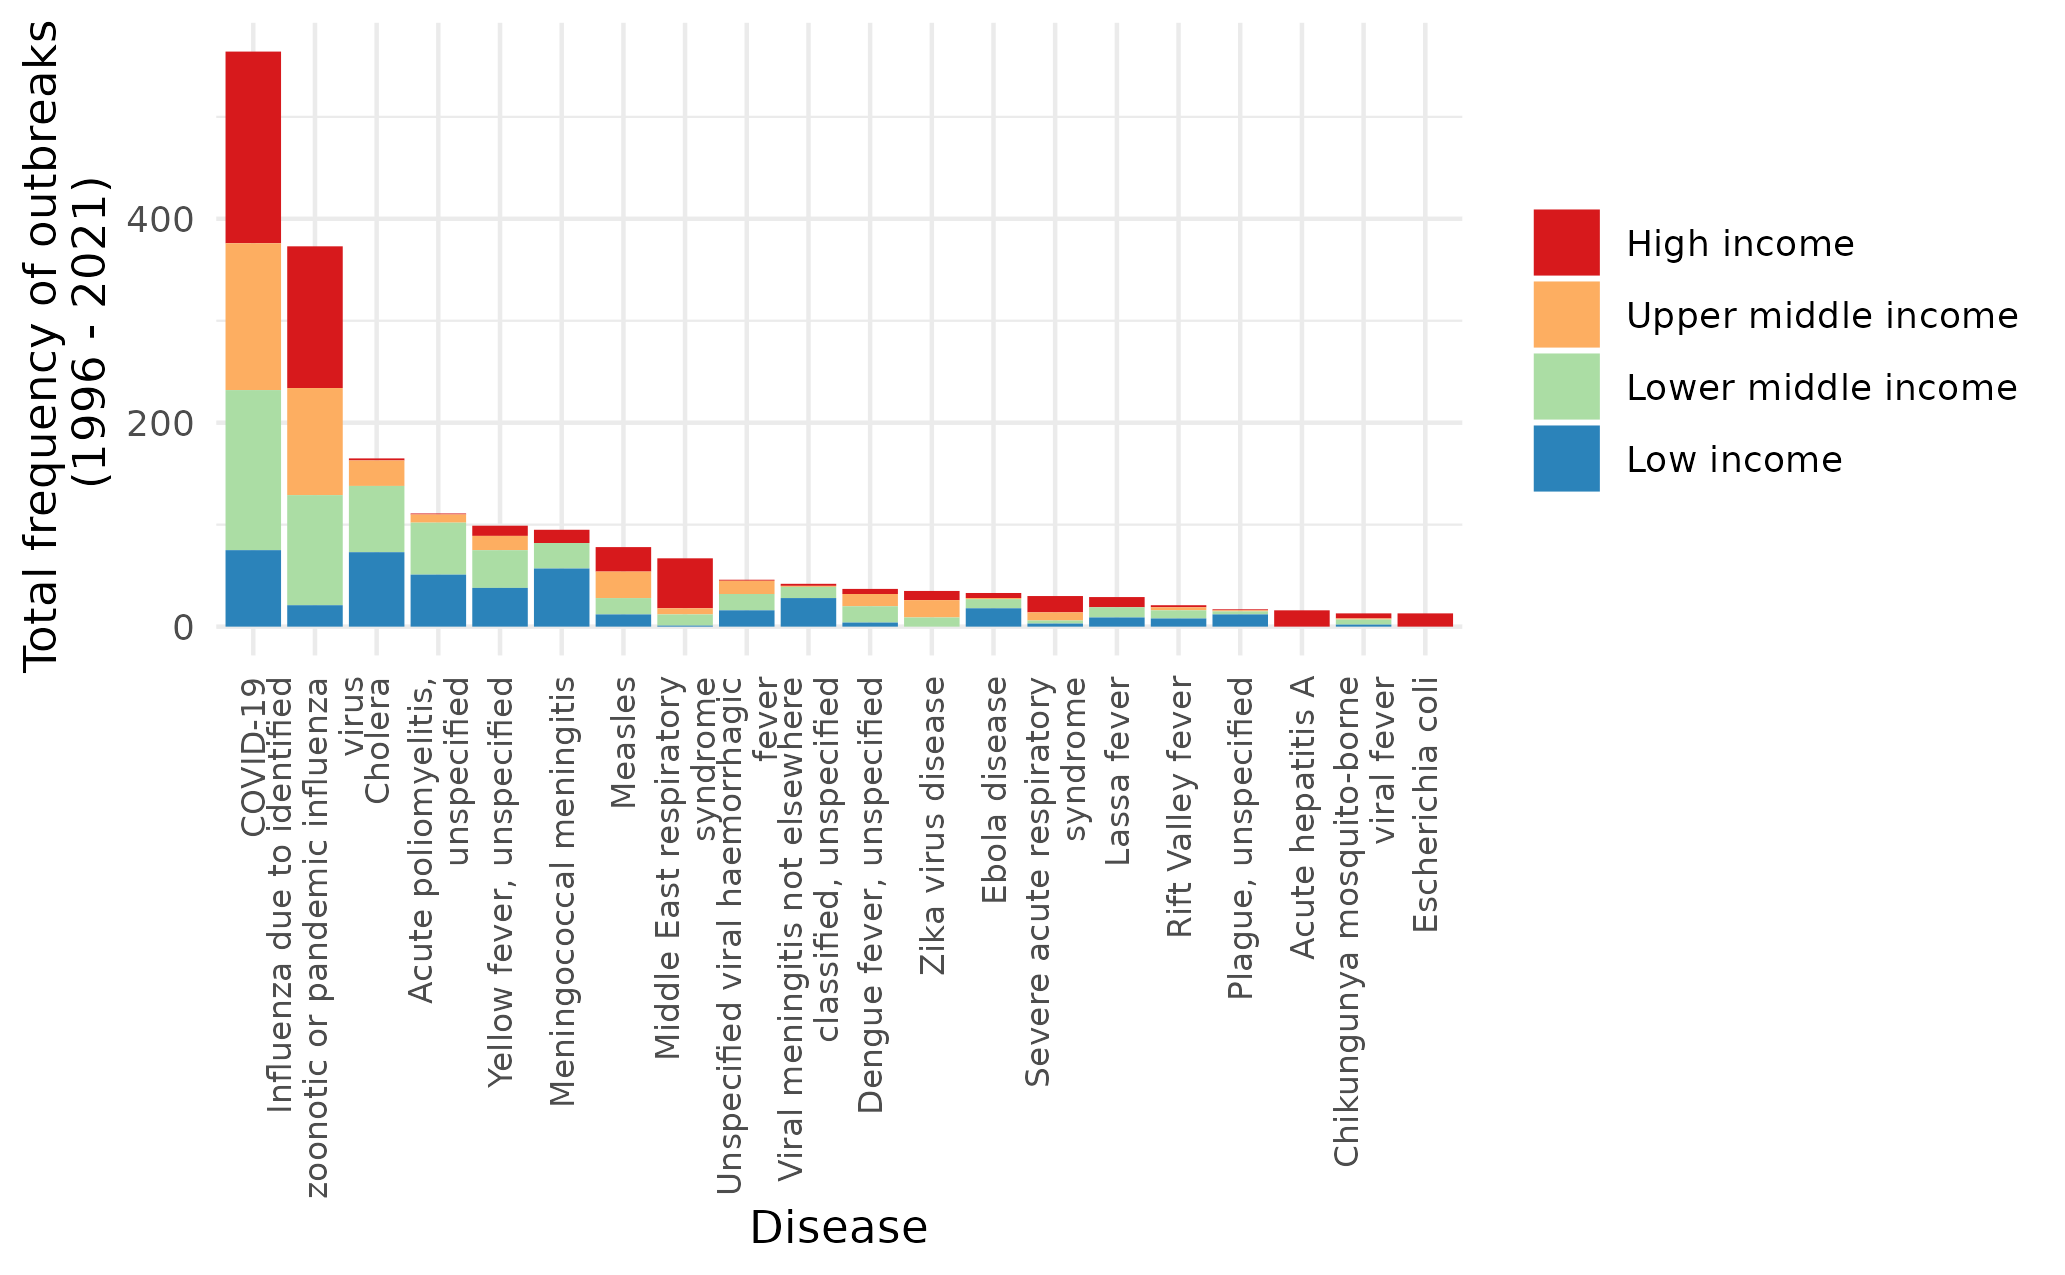 Total frequency of outbreaks
(1996 - 2021)
400
200
0
COVID-19
Influenza due to identified
zoonotic or pandemic influenza
virus
Cholera
Acute poliomyelitis,
unspecified
Yellow fever, unspecified
Meningococcal meningitis
Measles
Middle East respiratory
syndrome
Unspecified viral haemorrhagic
fever
Viral meningitis not elsewhere
classified, unspecified
Dengue fever, unspecified
Zika virus disease
Ebola disease
Severe acute respiratory
syndrome
Lassa fever
Rift Valley fever
Plague, unspecified
Acute hepatitis A
Chikungunya mosquito-borne
viral fever
Escherichia coli
Disease
High income
Upper middle income
Lower middle income
Low income